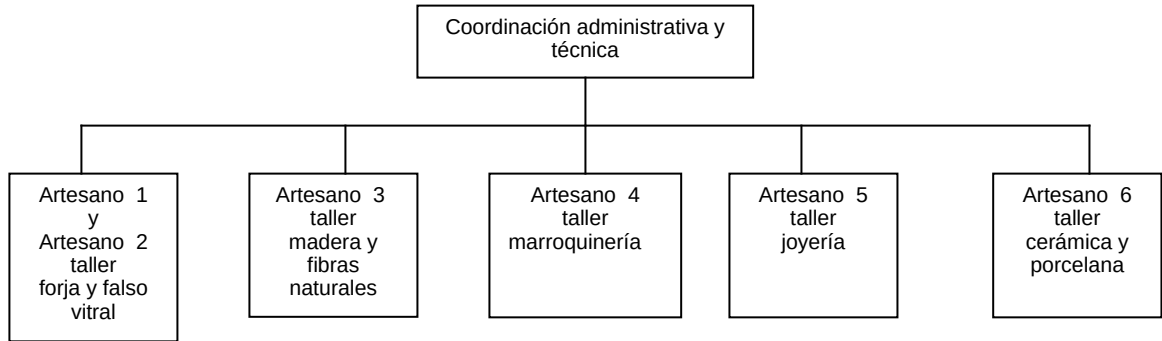 Coordinación administrativa y
técnica
Artesano 1
y
Artesano 2
taller
forja y falso
vitral
Artesano 3
taller
madera y
fibras
naturales
Artesano 4
taller
marroquinería
Artesano 5
taller
joyería
Artesano 6
taller
cerámica y
porcelana